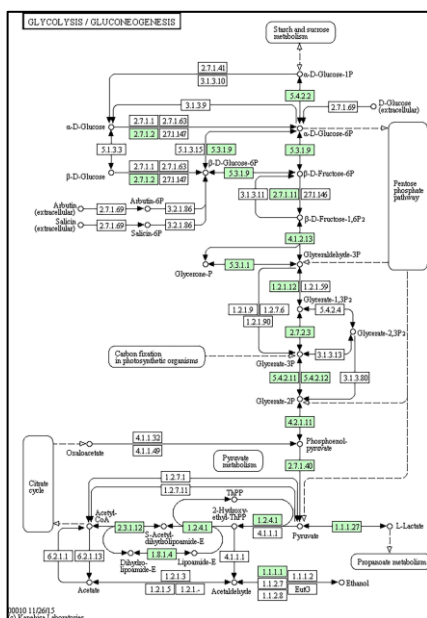 GLYCOLYSIS / GLUCONEOGENESIS
Starch and sucrose
metabolism
2.7.1.41
3.1.3.10
α-D-Glucose-1P
5.4.2.2
3.1.3.9
D-Glucose
(extracellular)
2.7.1.69
α-D-Glucose
2.7.1.1
2.7.1.63
2.7.1.2
2.7.1.147
α-D-Glucose-6P
5.1.3.3
5.1.3.15
5.3.1.9
5.3.1.9
β-D-Glucose-6P
β-D-Glucose
2.7.1.1
2.7.1.63
2.7.1.2
2.7.1.147
5.3.1.9
β-D-Fructose-6P
Pentose
phosphate
pathway
3.1.3.11
2.7.1.11
2.7.1.146
Arbutin
(extracellular)
2.7.1.69
Arbutin-6P
3.2.1.86
Salicin
(extracellular)
2.7.1.69
Salicin-6P
3.2.1.86
β-D-Fructose-1,6P2
4.1.2.13
Glyceraldehyde-3P
Glycerone-P
5.3.1.1
1.2.1.12
1.2.1.59
1.2.1.9
1.2.7.6
1.2.1.90
Glycerate-1,3P2
5.4.2.4
2.7.2.3
Glycerate-2,3P2
Carbon fixation
in photosynthetic organisms
3.1.3.13
Glycerate-3P
5.4.2.11
5.4.2.12
3.1.3.80
Glycerate-2P
4.2.1.11
4.1.1.32
4.1.1.49
Oxaloacetate
Phosphoenol-
pyruvate
Pyruvate
metabolism
2.7.1.40
Citrate
cycle
1.2.7.1
1.2.7.11
ThPP
Acetyl-
CoA
2.3.1.12
S-Acetyl-
dihydrolipoamide-E
1.2.4.1
2-Hydroxy-
ethyl-ThPP
1.2.4.1
4.1.1.1
Pyruvate
1.1.1.27
L-Lactate
1.8.1.4
Dihydro-
lipoamide-E
Lipoamide-E
4.1.1.1
Propanoate metabolism
6.2.1.1
6.2.1.13
1.1.1.1
1.1.1.2
Acetate
1.2.1.3
1.2.1.5
1.2.1.-
Acetaldehyde
1.1.2.7
EutG
1.1.2.8
Ethanol
00010 11/26/15
(c) Kanehisa Laboratories